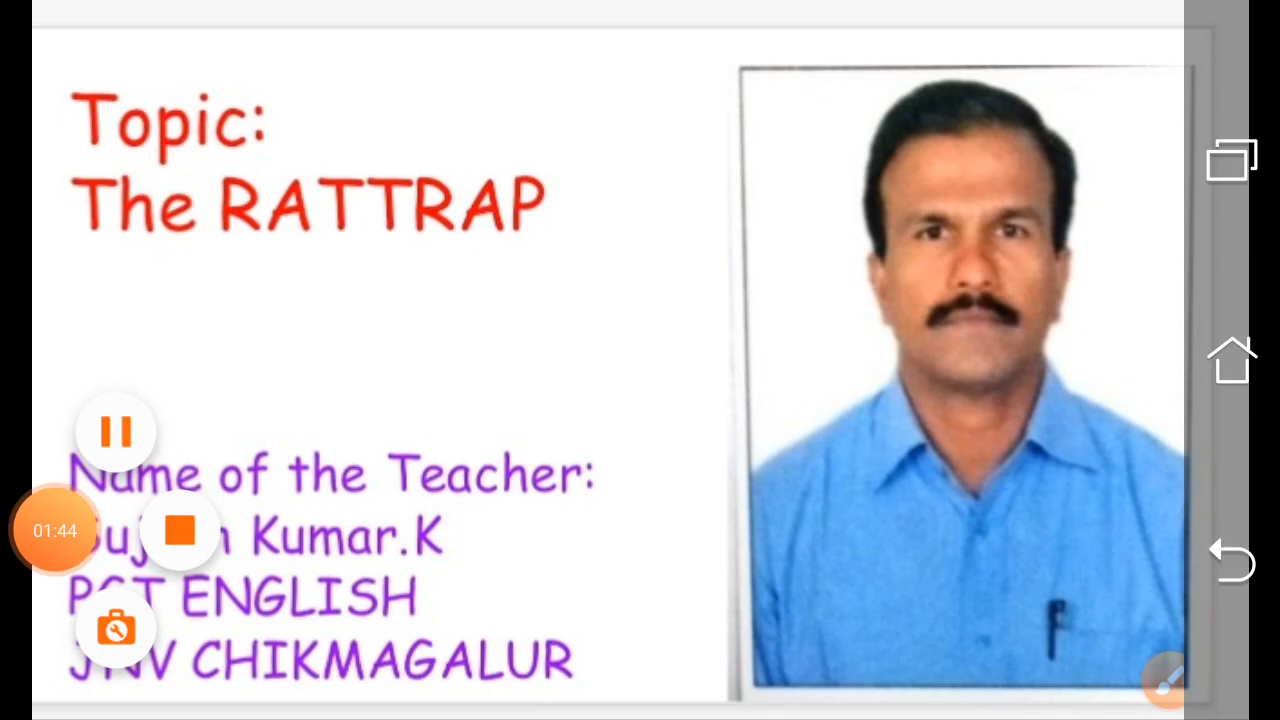 Topic:
The RATTRAP
Name of the Teacher:
Kumar.K
ENGLISH
CHIKMAGALUR
01:44